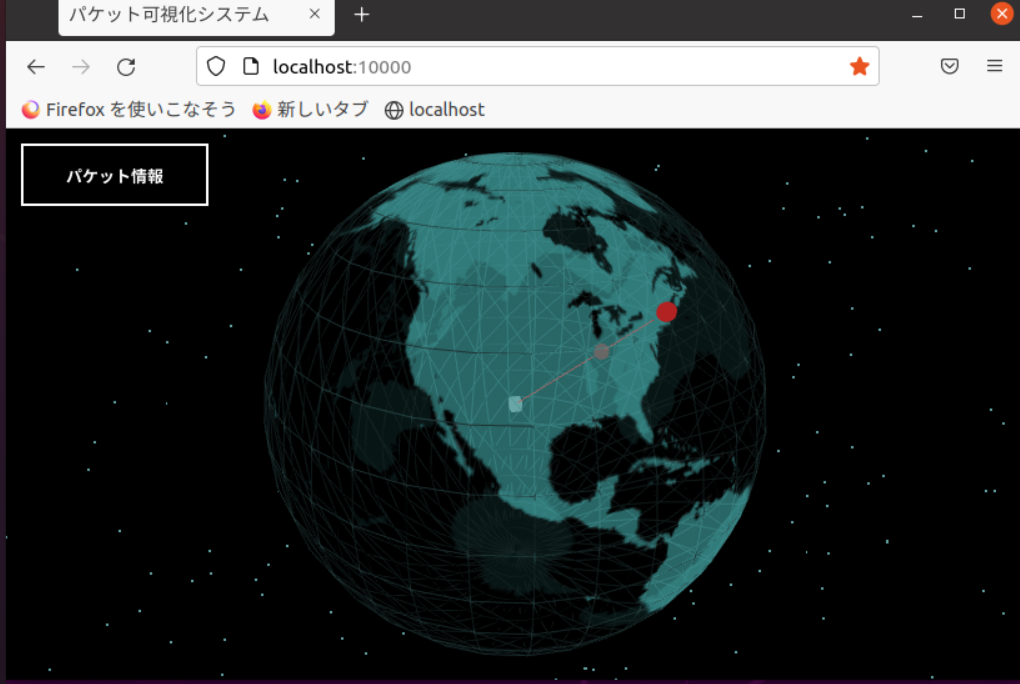 パケット可視化システム
localhost:10000
Firefox を使いこなそう 新しいタブ localhost
パケット情報